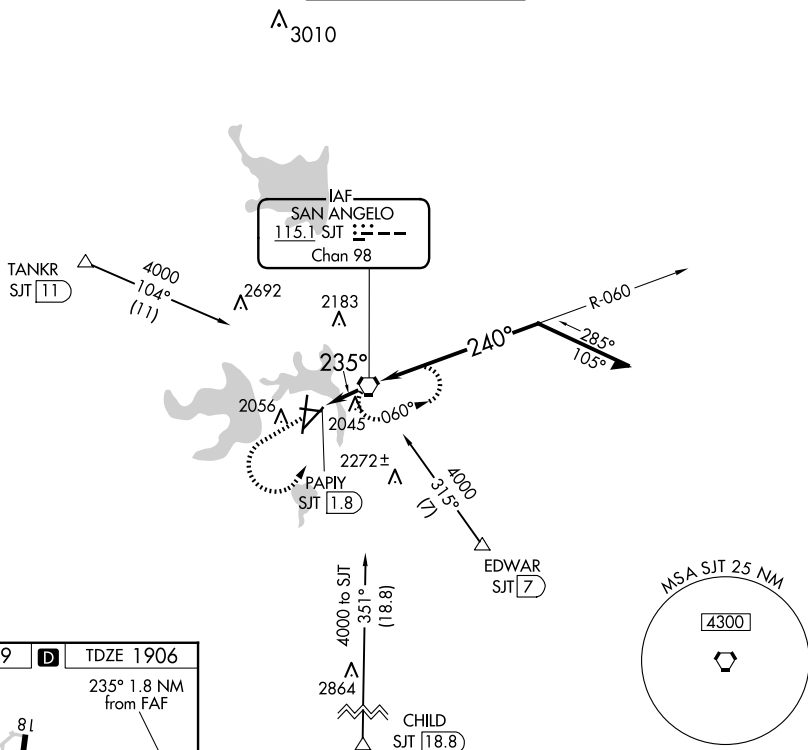 3010
IAF
SAN ANGELO
115.1 SJT
Chan 98
TANKR
SJT 11
4000
104°
(11)
2692
2183
R-060
285°
105°
240°
235°
2056
2045
060°
2272±
PAPIY
SJT 1.8
4000
315°
(7)
EDWAR
SJT 7
MSA SJT 25 NM
4300
4000 to SJT
351°
(18.8)
2864
CHILD
SJT 18.8
9 D TDZE 1906
235° 1.8 NM
from FAF
18